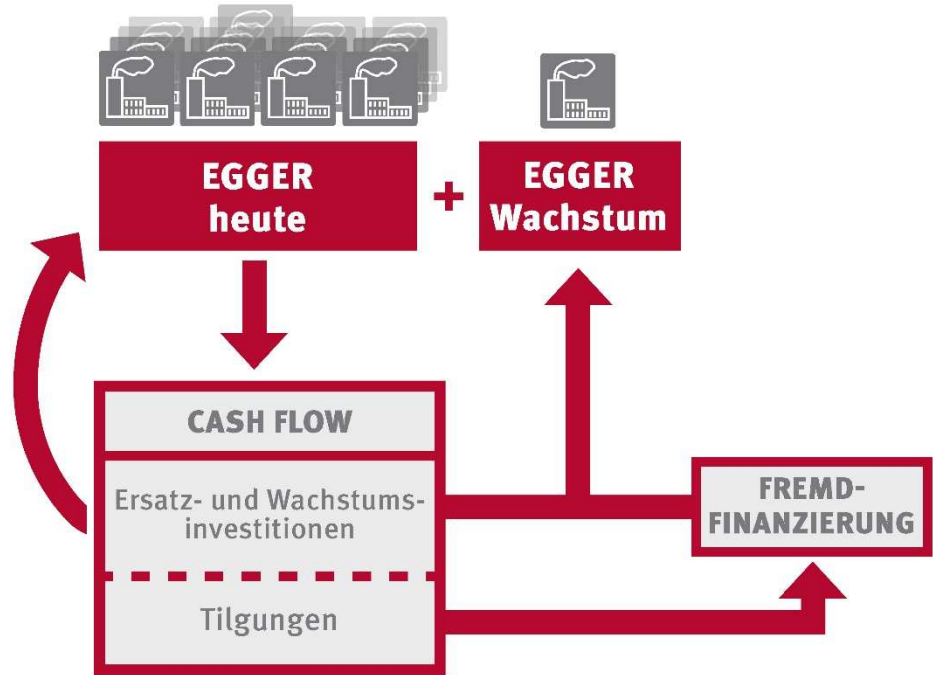 EGGER
heute
+
EGGER
Wachstum
CASH FLOW
Ersatz- und Wachstums-
investitionen
Tilgungen
FREMD-
FINANZIERUNG